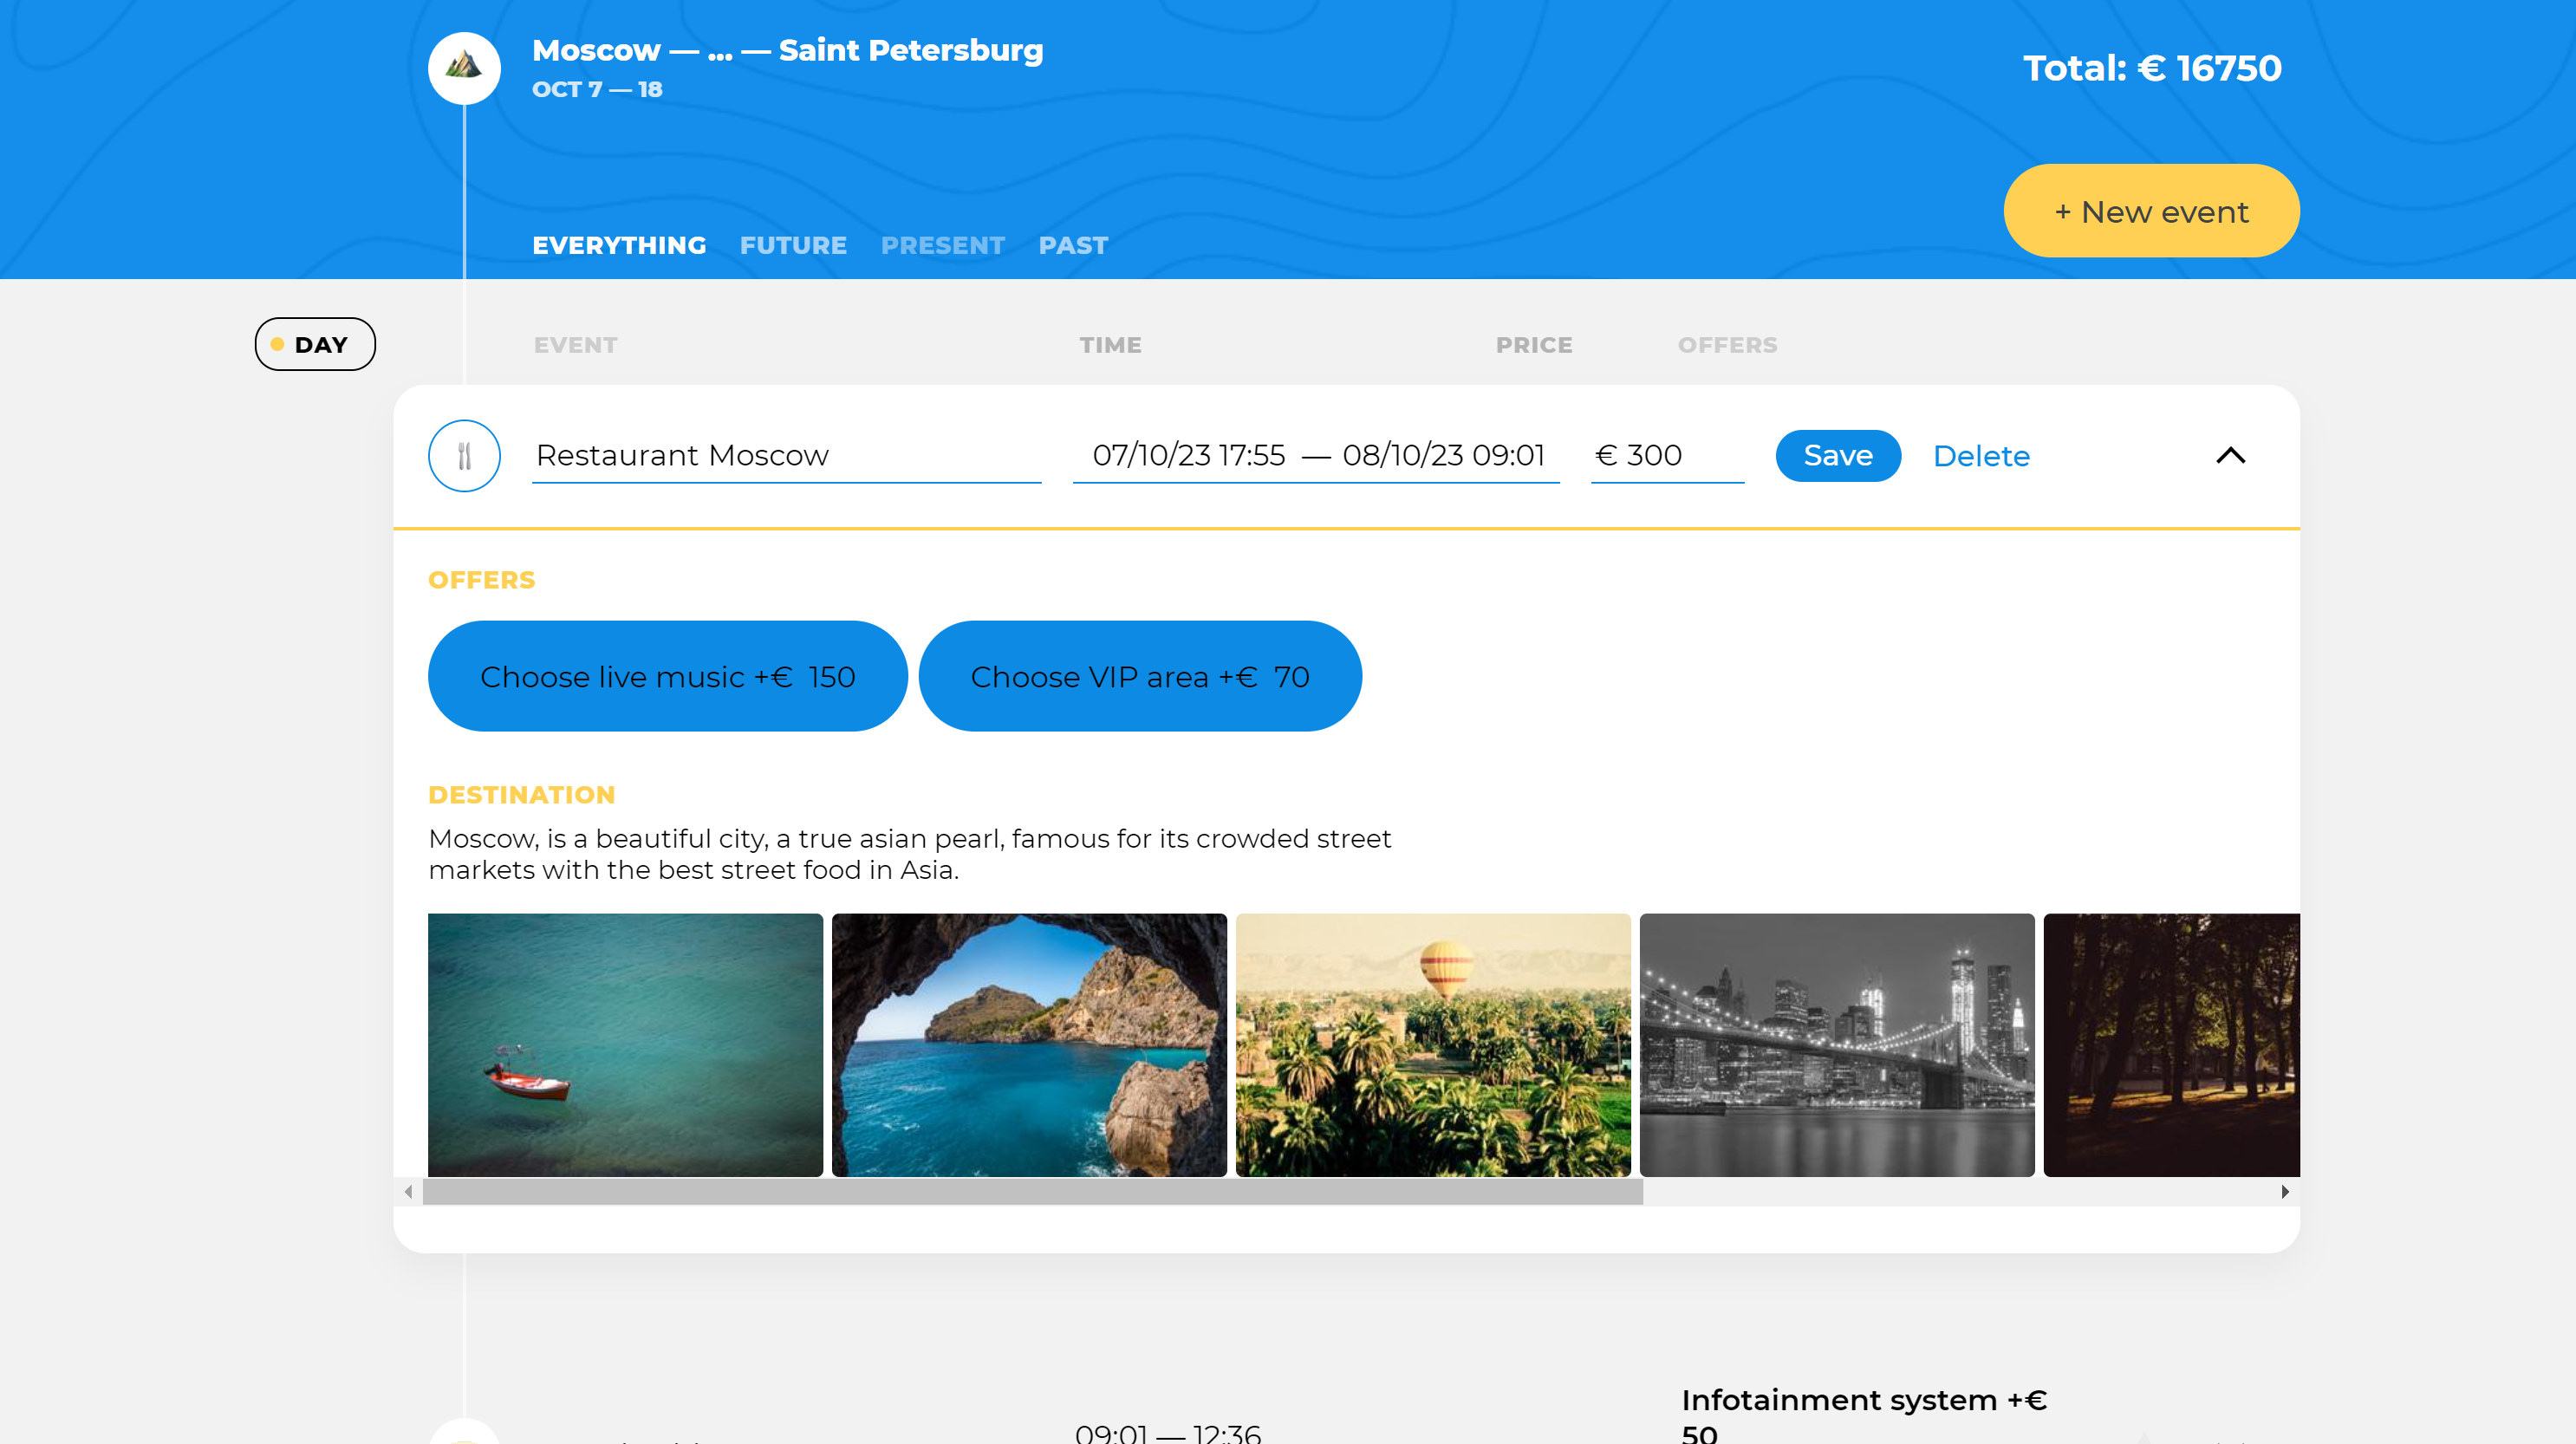 Moscow — ... — Saint Petersburg
OCT 7 — 18
Total: € 16750
+ New event
EVERYTHING FUTURE PRESENT PAST
DAY EVENT TIME PRICE OFFERS
Restaurant Moscow 07/10/23 17:55 — 08/10/23 09:01 € 300 Save Delete
OFFERS
Choose live music +€ 150 Choose VIP area +€ 70
DESTINATION
Moscow, is a beautiful city, a true asian pearl, famous for its crowded street
markets with the best street food in Asia.
Infotainment system +€
50
09:01 — 12:36